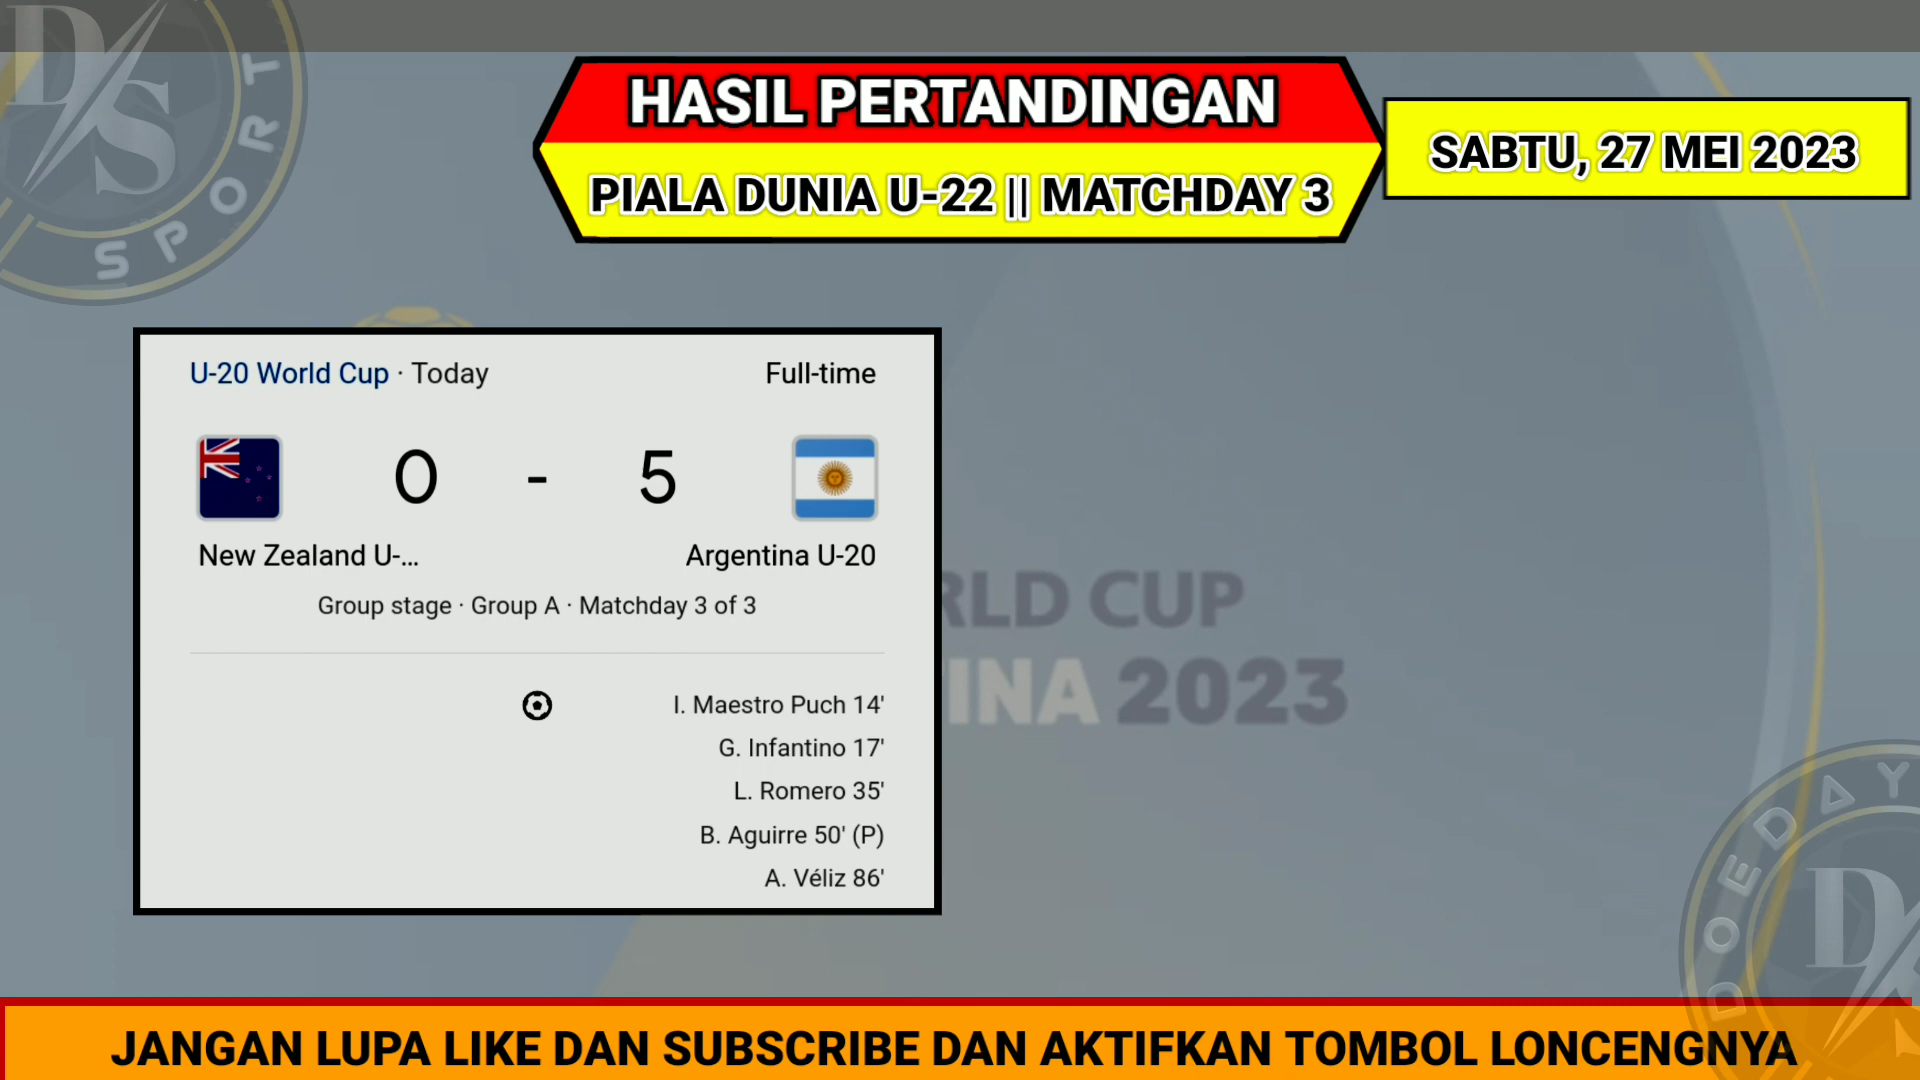 D/S
SPORT
HASIL PERTANDINGAN
PIALA DUNIA U-22 || MATCHDAY 3
SABTU, 27 MEI 2023
U-20 World Cup · Today
Full-time
0 - 5
New Zealand U-...
Argentina U-20
Group stage · Group A · Matchday 3 of 3
I. Maestro Puch 14'
G. Infantino 17'
L. Romero 35'
B. Aguirre 50' (P)
A. Véliz 86'
RLD CUP
INA 2023
DOEDAY
D/S
JANGAN LUPA LIKE DAN SUBSCRIBE DAN AKTIFKAN TOMBOL LONCENGNYA